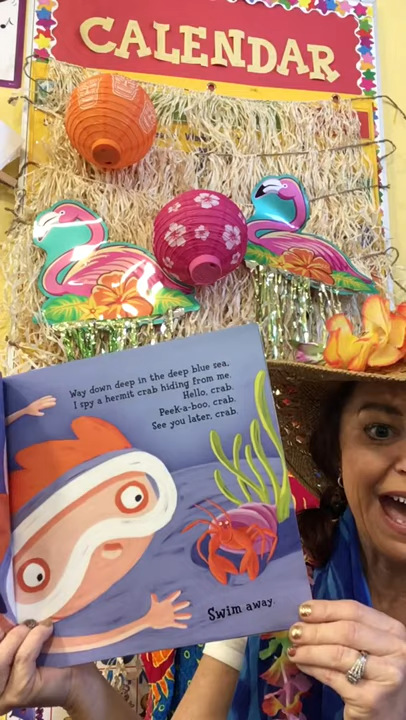 CALENDAR
Way down deep in the deep blue sea,
I spy a hermit crab hiding from me.
Hello, crab.
Peek-a-boo, crab.
See you later, crab.
Swim away.